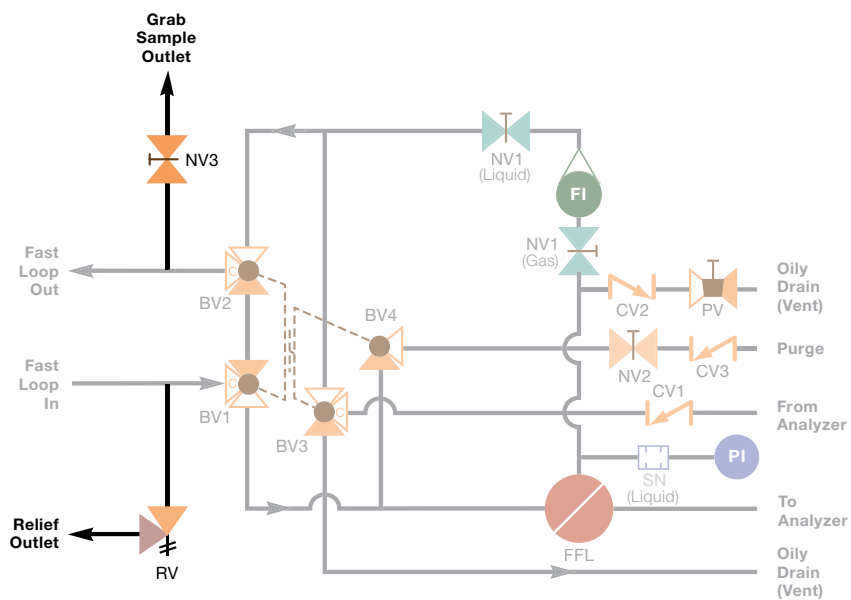 Grab
Sample
Outlet
NV3
NV1
(Liquid)
FI
NV1
(Gas)
Fast
Loop
Out
C
BV2
BV4
CV2
PV
Oily
Drain
(Vent)
Fast
Loop
In
C
BV1
NV2
CV3
Purge
C
BV3
CV1
From
Analyzer
SN
(Liquid)
PI
To
Analyzer
Relief
Outlet
RV
FFL
Oily
Drain
(Vent)